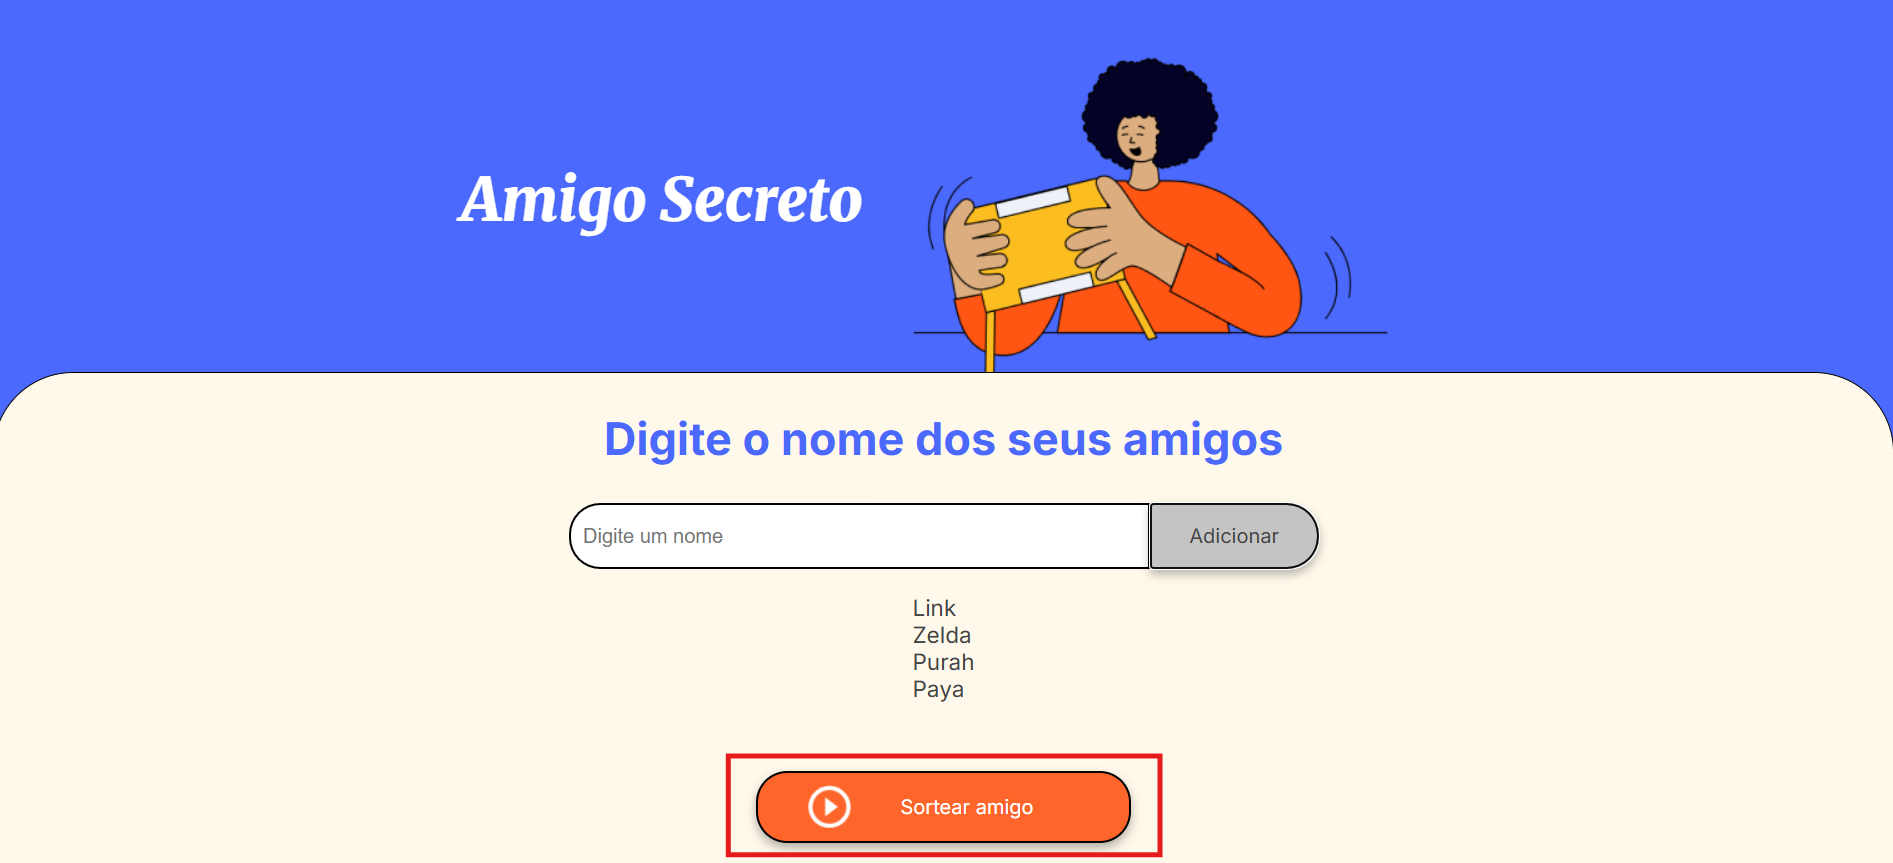 Amigo Secreto
Digite o nome dos seus amigos
Digite um nome
Adicionar
Link
Zelda
Purah
Paya
Sortear amigo